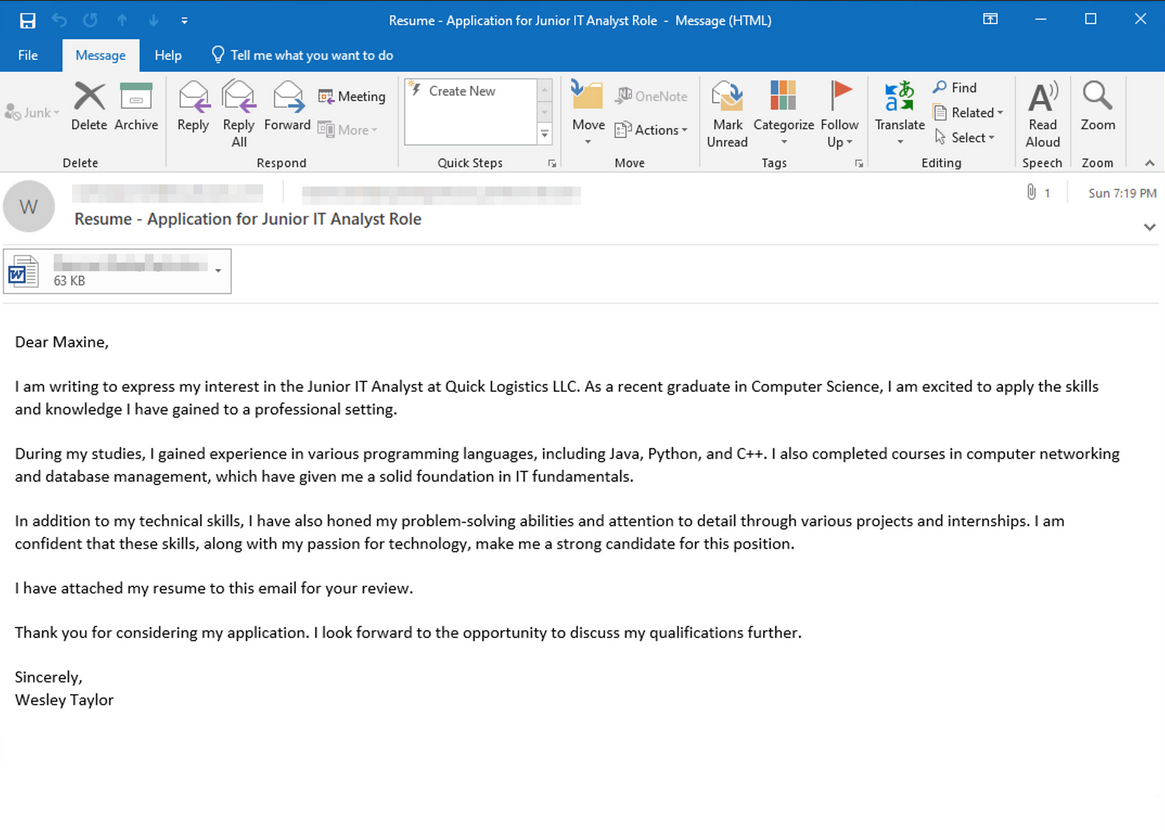 Resume - Application for Junior IT Analyst Role - Message (HTML)
File Message Help Tell me what you want to do
Junk
Delete
Archive
Delete
Reply
Reply All
Forward
Meeting
More
Respond
Create New
Quick Steps
Move
OneNote
Actions
Move
Mark Unread
Categorize
Follow Up
Tags
Translate
Find
Related
Select
Editing
Read Aloud
Speech
Zoom
Zoom
W
1
Sun 7:19 PM
Resume - Application for Junior IT Analyst Role
W
63 KB
Dear Maxine,
I am writing to express my interest in the Junior IT Analyst at Quick Logistics LLC. As a recent graduate in Computer Science, I am excited to apply the skills
and knowledge I have gained to a professional setting.
During my studies, I gained experience in various programming languages, including Java, Python, and C++. I also completed courses in computer networking
and database management, which have given me a solid foundation in IT fundamentals.
In addition to my technical skills, I have also honed my problem-solving abilities and attention to detail through various projects and internships. I am
confident that these skills, along with my passion for technology, make me a strong candidate for this position.
I have attached my resume to this email for your review.
Thank you for considering my application. I look forward to the opportunity to discuss my qualifications further.
Sincerely,
Wesley Taylor